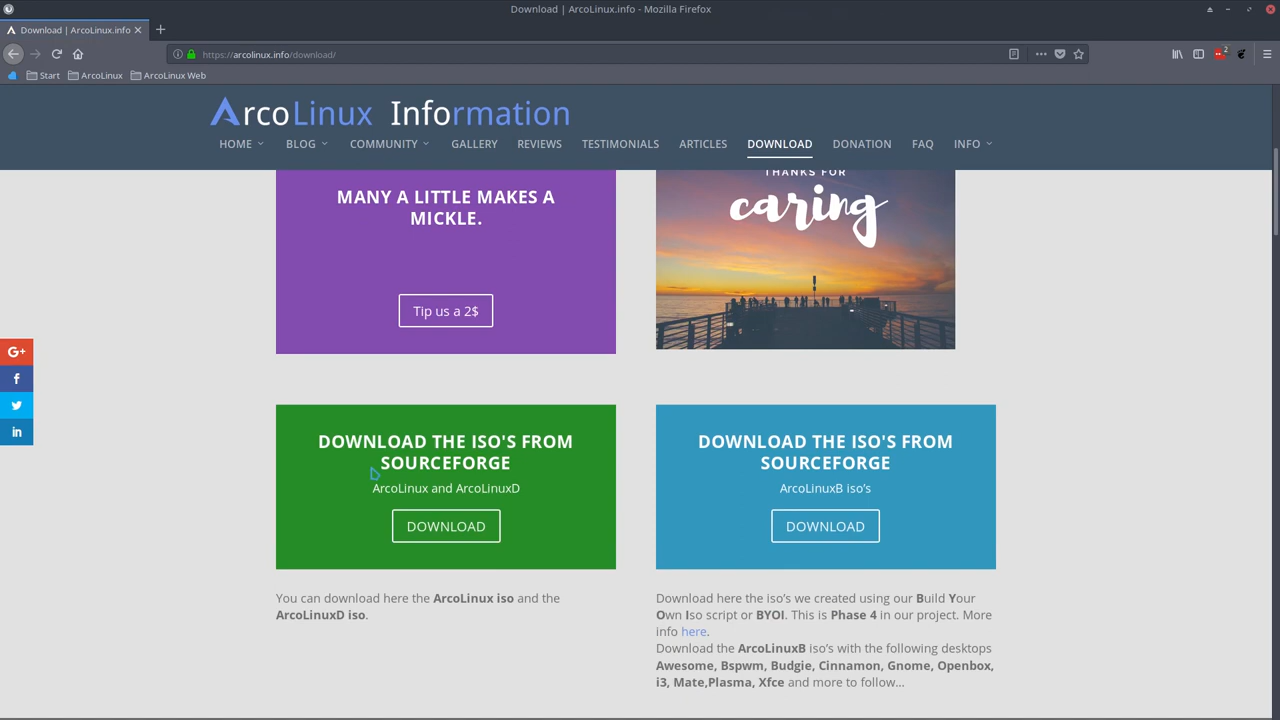 Download | ArcoLinux.info - Mozilla Firefox
Download | ArcoLinux.info
https://arcolinux.info/download/
2
Start
ArcoLinux
ArcoLinux Web
ArcoLinux Information
HOME
BLOG
COMMUNITY
GALLERY
REVIEWS
TESTIMONIALS
ARTICLES
DOWNLOAD
DONATION
FAQ
INFO
MANY A LITTLE MAKES A
MICKLE.
Tip us a 2$
THANKS FOR
caring
G+
f
in
DOWNLOAD THE ISO'S FROM
SOURCEFORGE
ArcoLinux and ArcoLinuxD
DOWNLOAD
You can download here the ArcoLinux iso and the
ArcoLinuxD iso.
DOWNLOAD THE ISO'S FROM
SOURCEFORGE
ArcoLinuxB iso’s
DOWNLOAD
Download here the iso’s we created using our Build Your
Own Iso script or BYOI. This is Phase 4 in our project. More
info here.
Download the ArcoLinuxB iso’s with the following desktops
Awesome, Bspwm, Budgie, Cinnamon, Gnome, Openbox,
i3, Mate,Plasma, Xfce and more to follow…